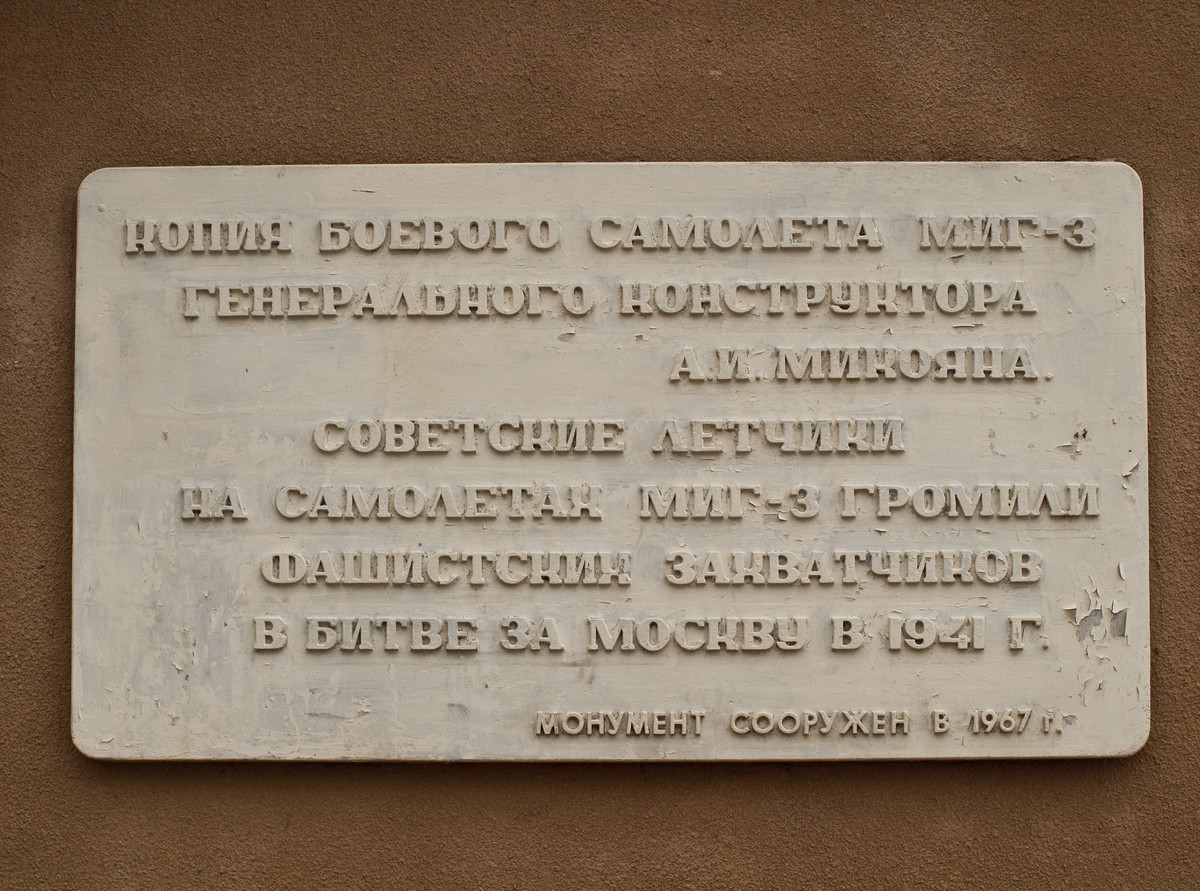 КОПИЯ БОЕВОГО САМОЛЕТА МИГ-3
ГЕНЕРАЛЬНОГО КОНСТРУКТОРА
А.И. МИКОЯНА.
СОВЕТСКИЕ ЛЕТЧИКИ
НА САМОЛЕТАХ МИГ-3 ГРОМИЛИ
ФАШИСТСКИХ ЗАХВАТЧИКОВ
В БИТВЕ ЗА МОСКВУ В 1941 Г.
МОНУМЕНТ СООРУЖЕН В 1967 г.